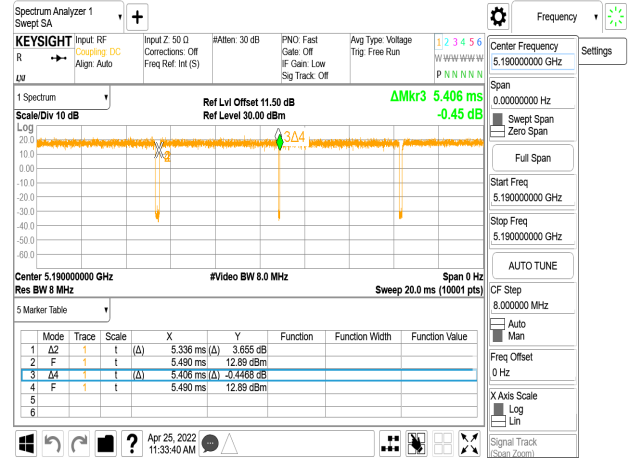 Spectrum Analyzer 1
Swept SA
Frequency
KEYSIGHT
R
Input: RF
Coupling: DC
Align: Auto
Input Z: 50 Ω
Corrections: Off
Freq Ref: Int (S)
#Atten: 30 dB
PNO: Fast
Gate: Off
IF Gain: Low
Sig Track: Off
Avg Type: Voltage
Trig: Free Run
1 2 3 4 5 6
W W W W W W
P N N N N N
Center Frequency
5.190000000 GHz
Settings
Span
0.00000000 Hz
Swept Span
Zero Span
Full Span
Start Freq
5.190000000 GHz
Stop Freq
5.190000000 GHz
AUTO TUNE
CF Step
8.000000 MHz
Auto
Man
Freq Offset
0 Hz
X Axis Scale
Log
Lin
Signal Track
(Span Zoom)
1 Spectrum
Scale/Div 10 dB
Ref Lvl Offset 11.50 dB
Ref Level 30.00 dBm
ΔMkr3 5.406 ms
-0.45 dB
Log
20.0
10.0
0.00
-10.0
-20.0
-30.0
-40.0
-50.0
-60.0
3Δ4
Center 5.190000000 GHz
Res BW 8 MHz
#Video BW 8.0 MHz
Span 0 Hz
Sweep 20.0 ms (10001 pts)
5 Marker Table
Mode Trace Scale X Y Function Function Width Function Value
1 Δ2 1 t (Δ) 5.336 ms (Δ) 3.655 dB
2 F 1 t 5.490 ms 12.89 dBm
3 Δ4 1 t (Δ) 5.406 ms (Δ) -0.4468 dB
4 F 1 t 5.490 ms 12.89 dBm
5
6
?
Apr 25, 2022
11:33:40 AM